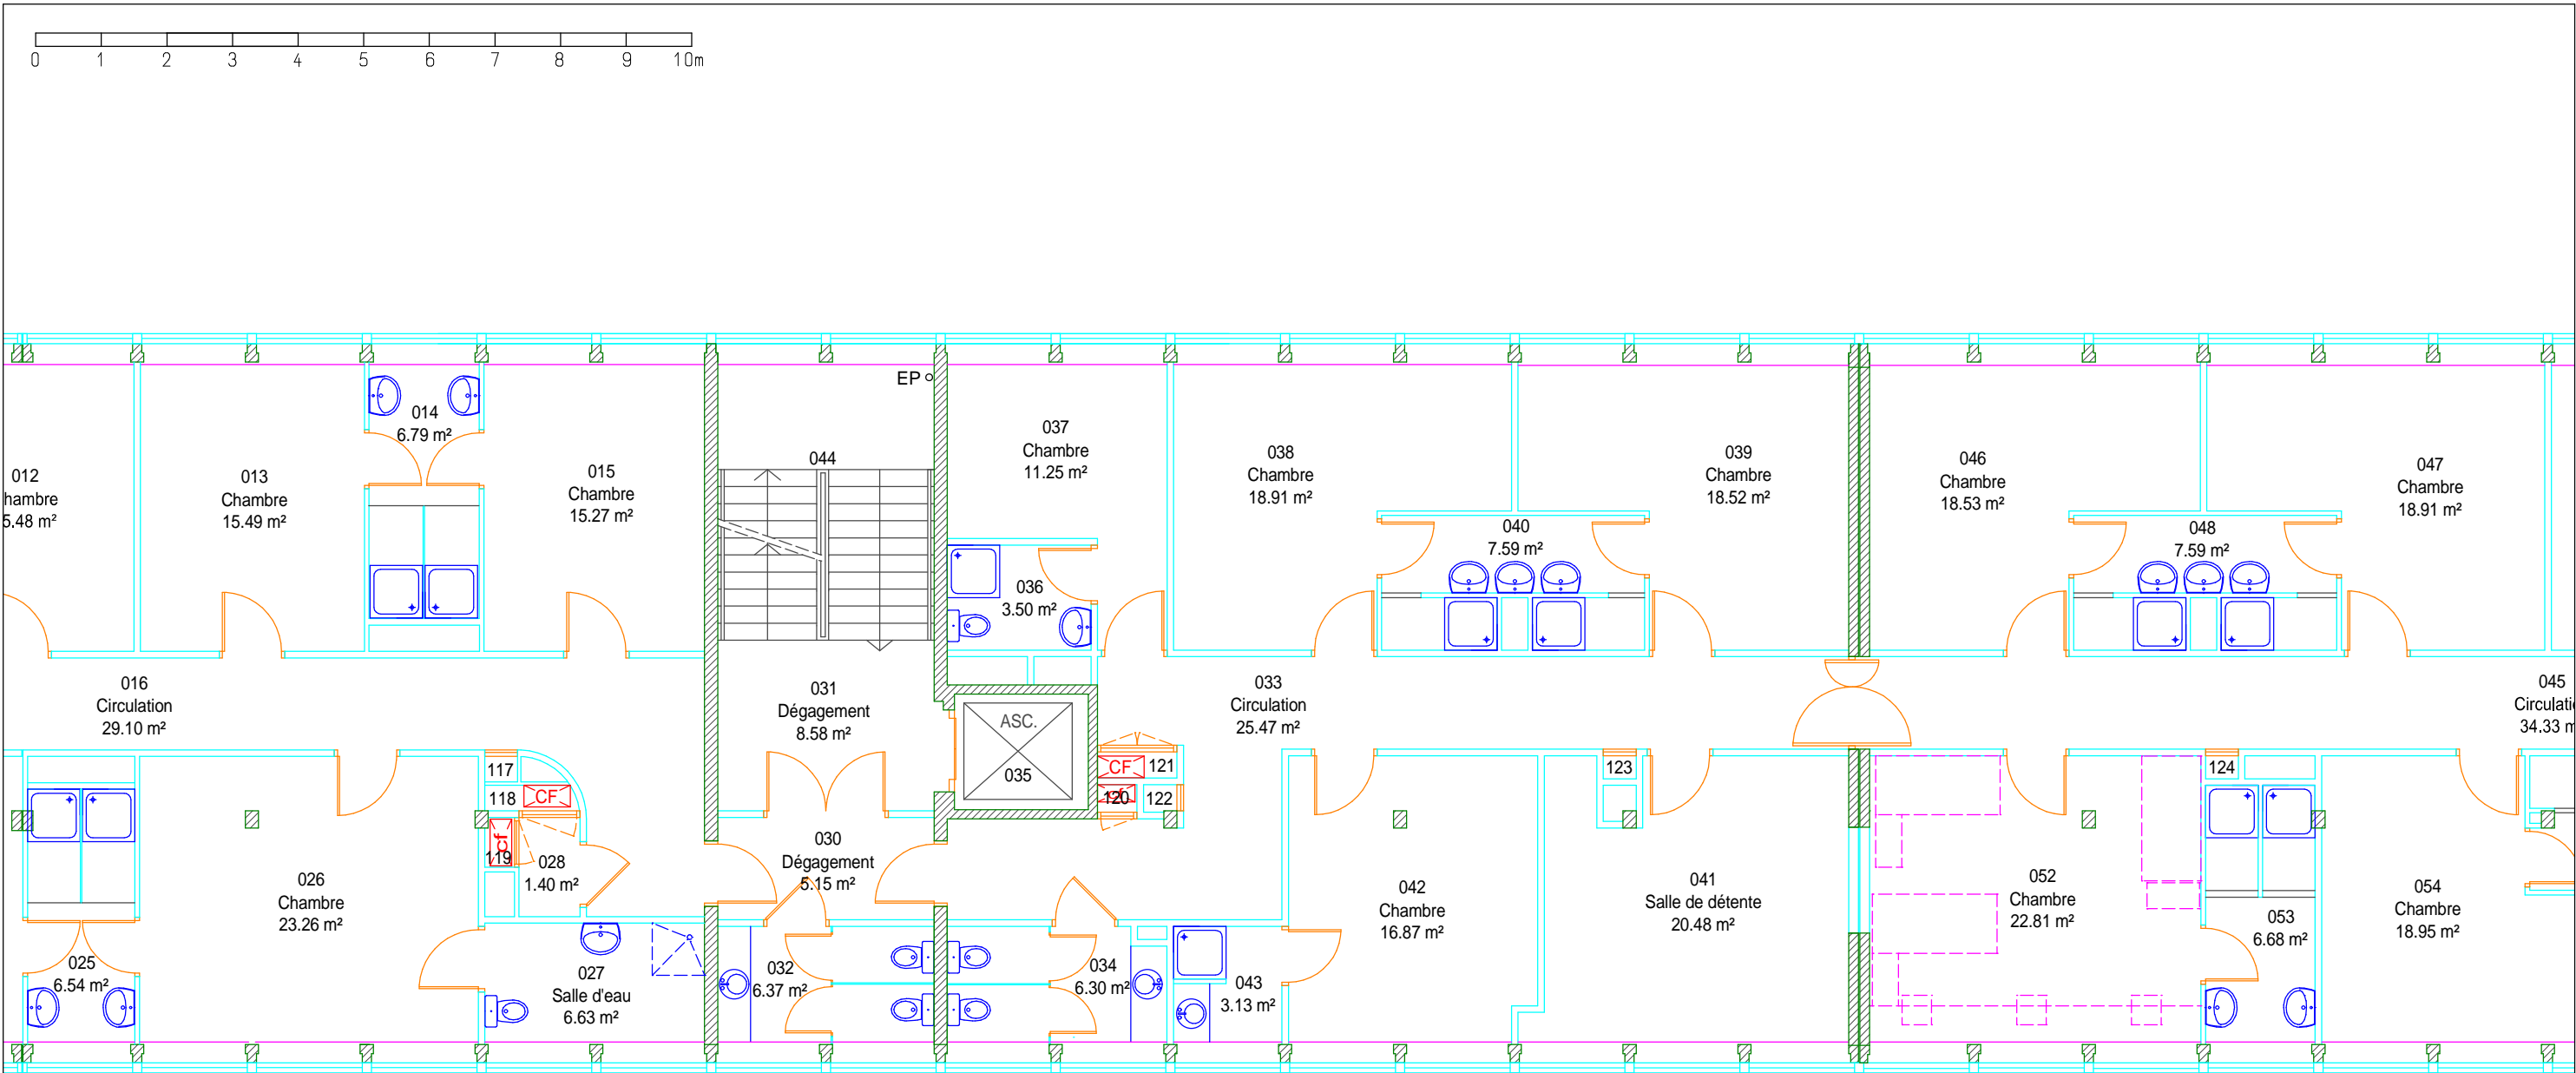 0 1 2 3 4 5 6 7 8 9 10m
EP
012
hambre
5.48 m²
013
Chambre
15.49 m²
014
6.79 m²
015
Chambre
15.27 m²
044
037
Chambre
11.25 m²
036
3.50 m²
038
Chambre
18.91 m²
040
7.59 m²
039
Chambre
18.52 m²
046
Chambre
18.53 m²
048
7.59 m²
047
Chambre
18.91 m²
016
Circulation
29.10 m²
031
Dégagement
8.58 m²
ASC.
035
033
Circulation
25.47 m²
045
Circulati
34.33 m
117
118
CF
cf
119
028
1.40 m²
030
Dégagement
5.15 m²
CF
121
cf
120
122
123
124
026
Chambre
23.26 m²
025
6.54 m²
027
Salle d'eau
6.63 m²
032
6.37 m²
034
6.30 m²
043
3.13 m²
042
Chambre
16.87 m²
041
Salle de détente
20.48 m²
052
Chambre
22.81 m²
053
6.68 m²
054
Chambre
18.95 m²